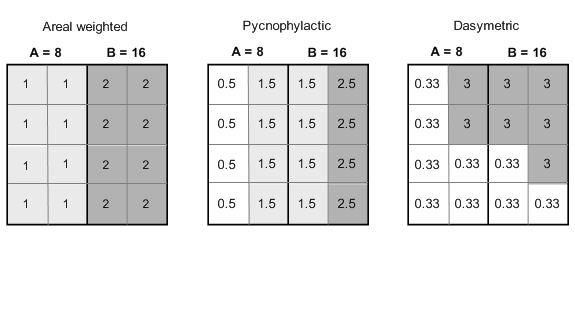 Areal weighted Pycnophylactic Dasymetric
A = 8 B = 16 A = 8 B = 16 A = 8 B = 16
1 1 2 2 0.5 1.5 1.5 2.5 0.33 3 3 3
1 1 2 2 0.5 1.5 1.5 2.5 0.33 3 3 3
1 1 2 2 0.5 1.5 1.5 2.5 0.33 0.33 0.33 3
1 1 2 2 0.5 1.5 1.5 2.5 0.33 0.33 0.33 0.33